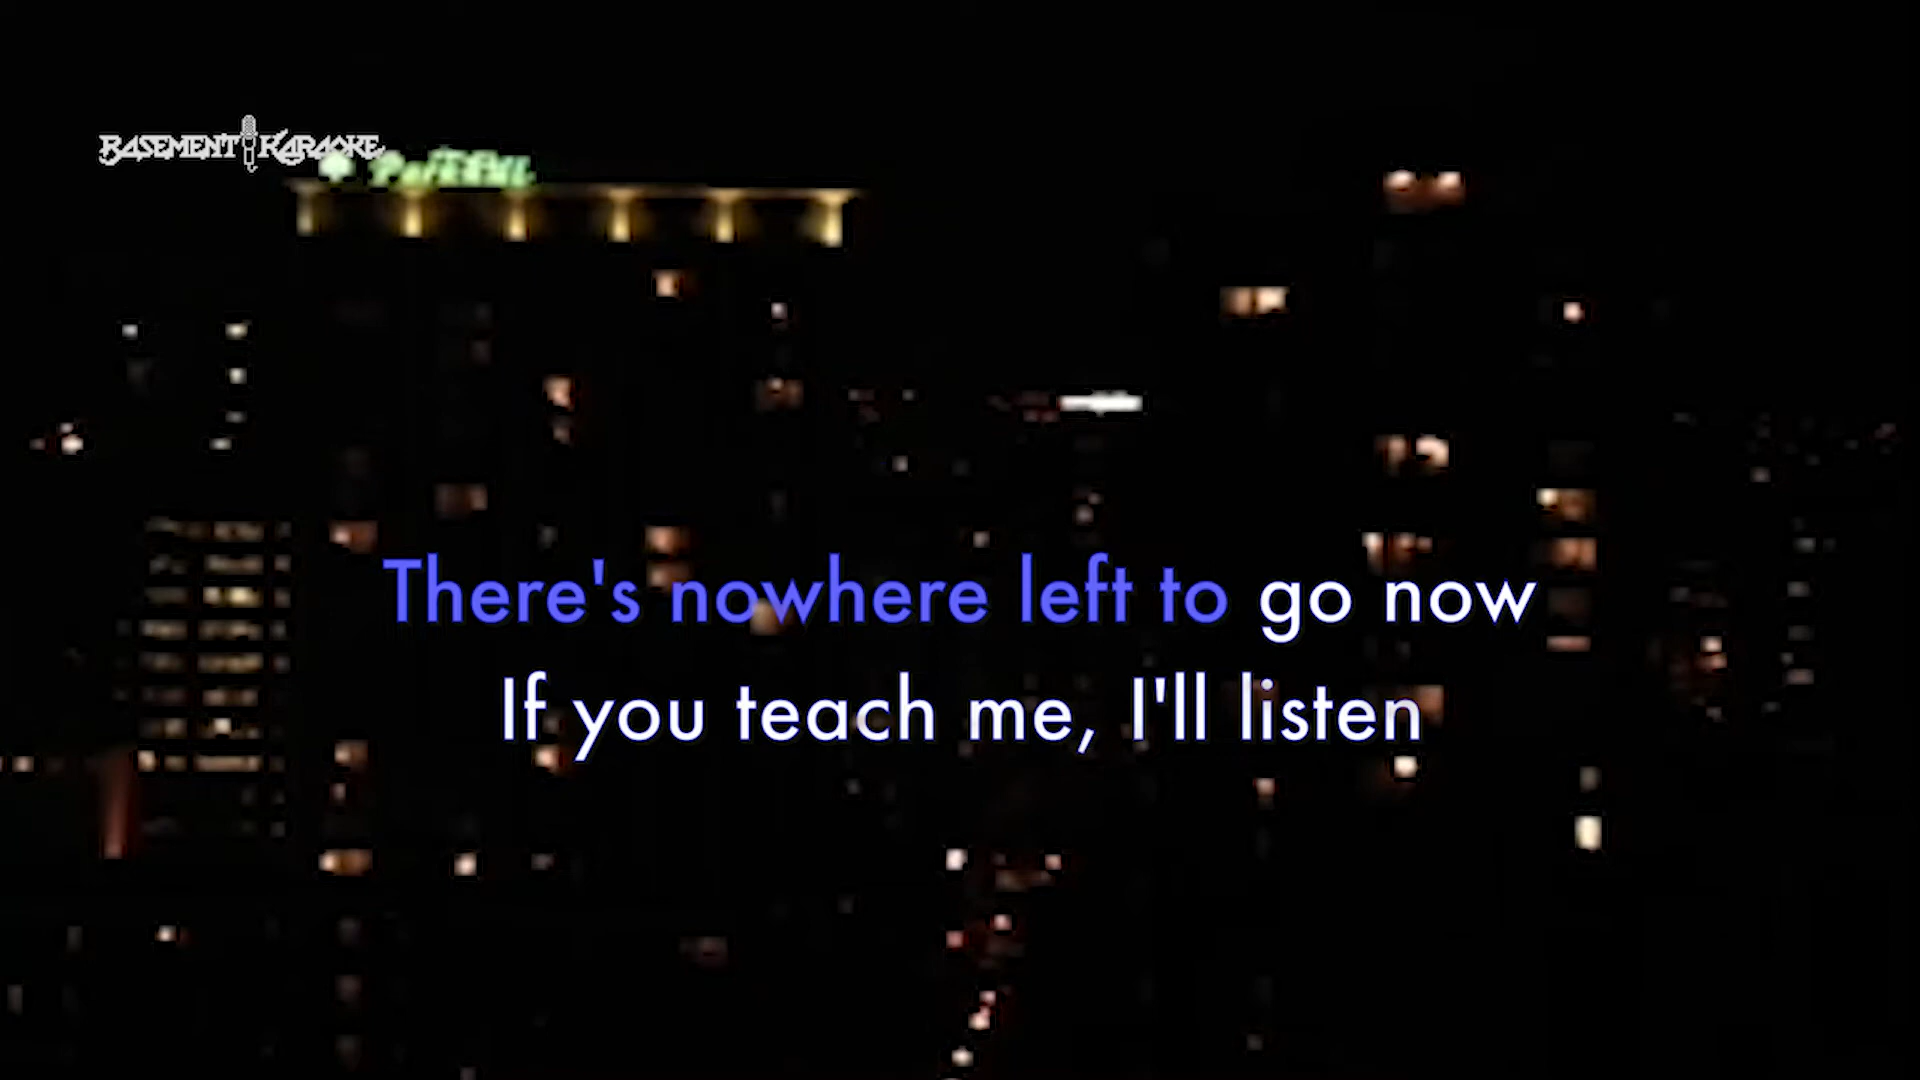 BASEMENT KARAOKE
There's nowhere left to go now
If you teach me, I'll listen